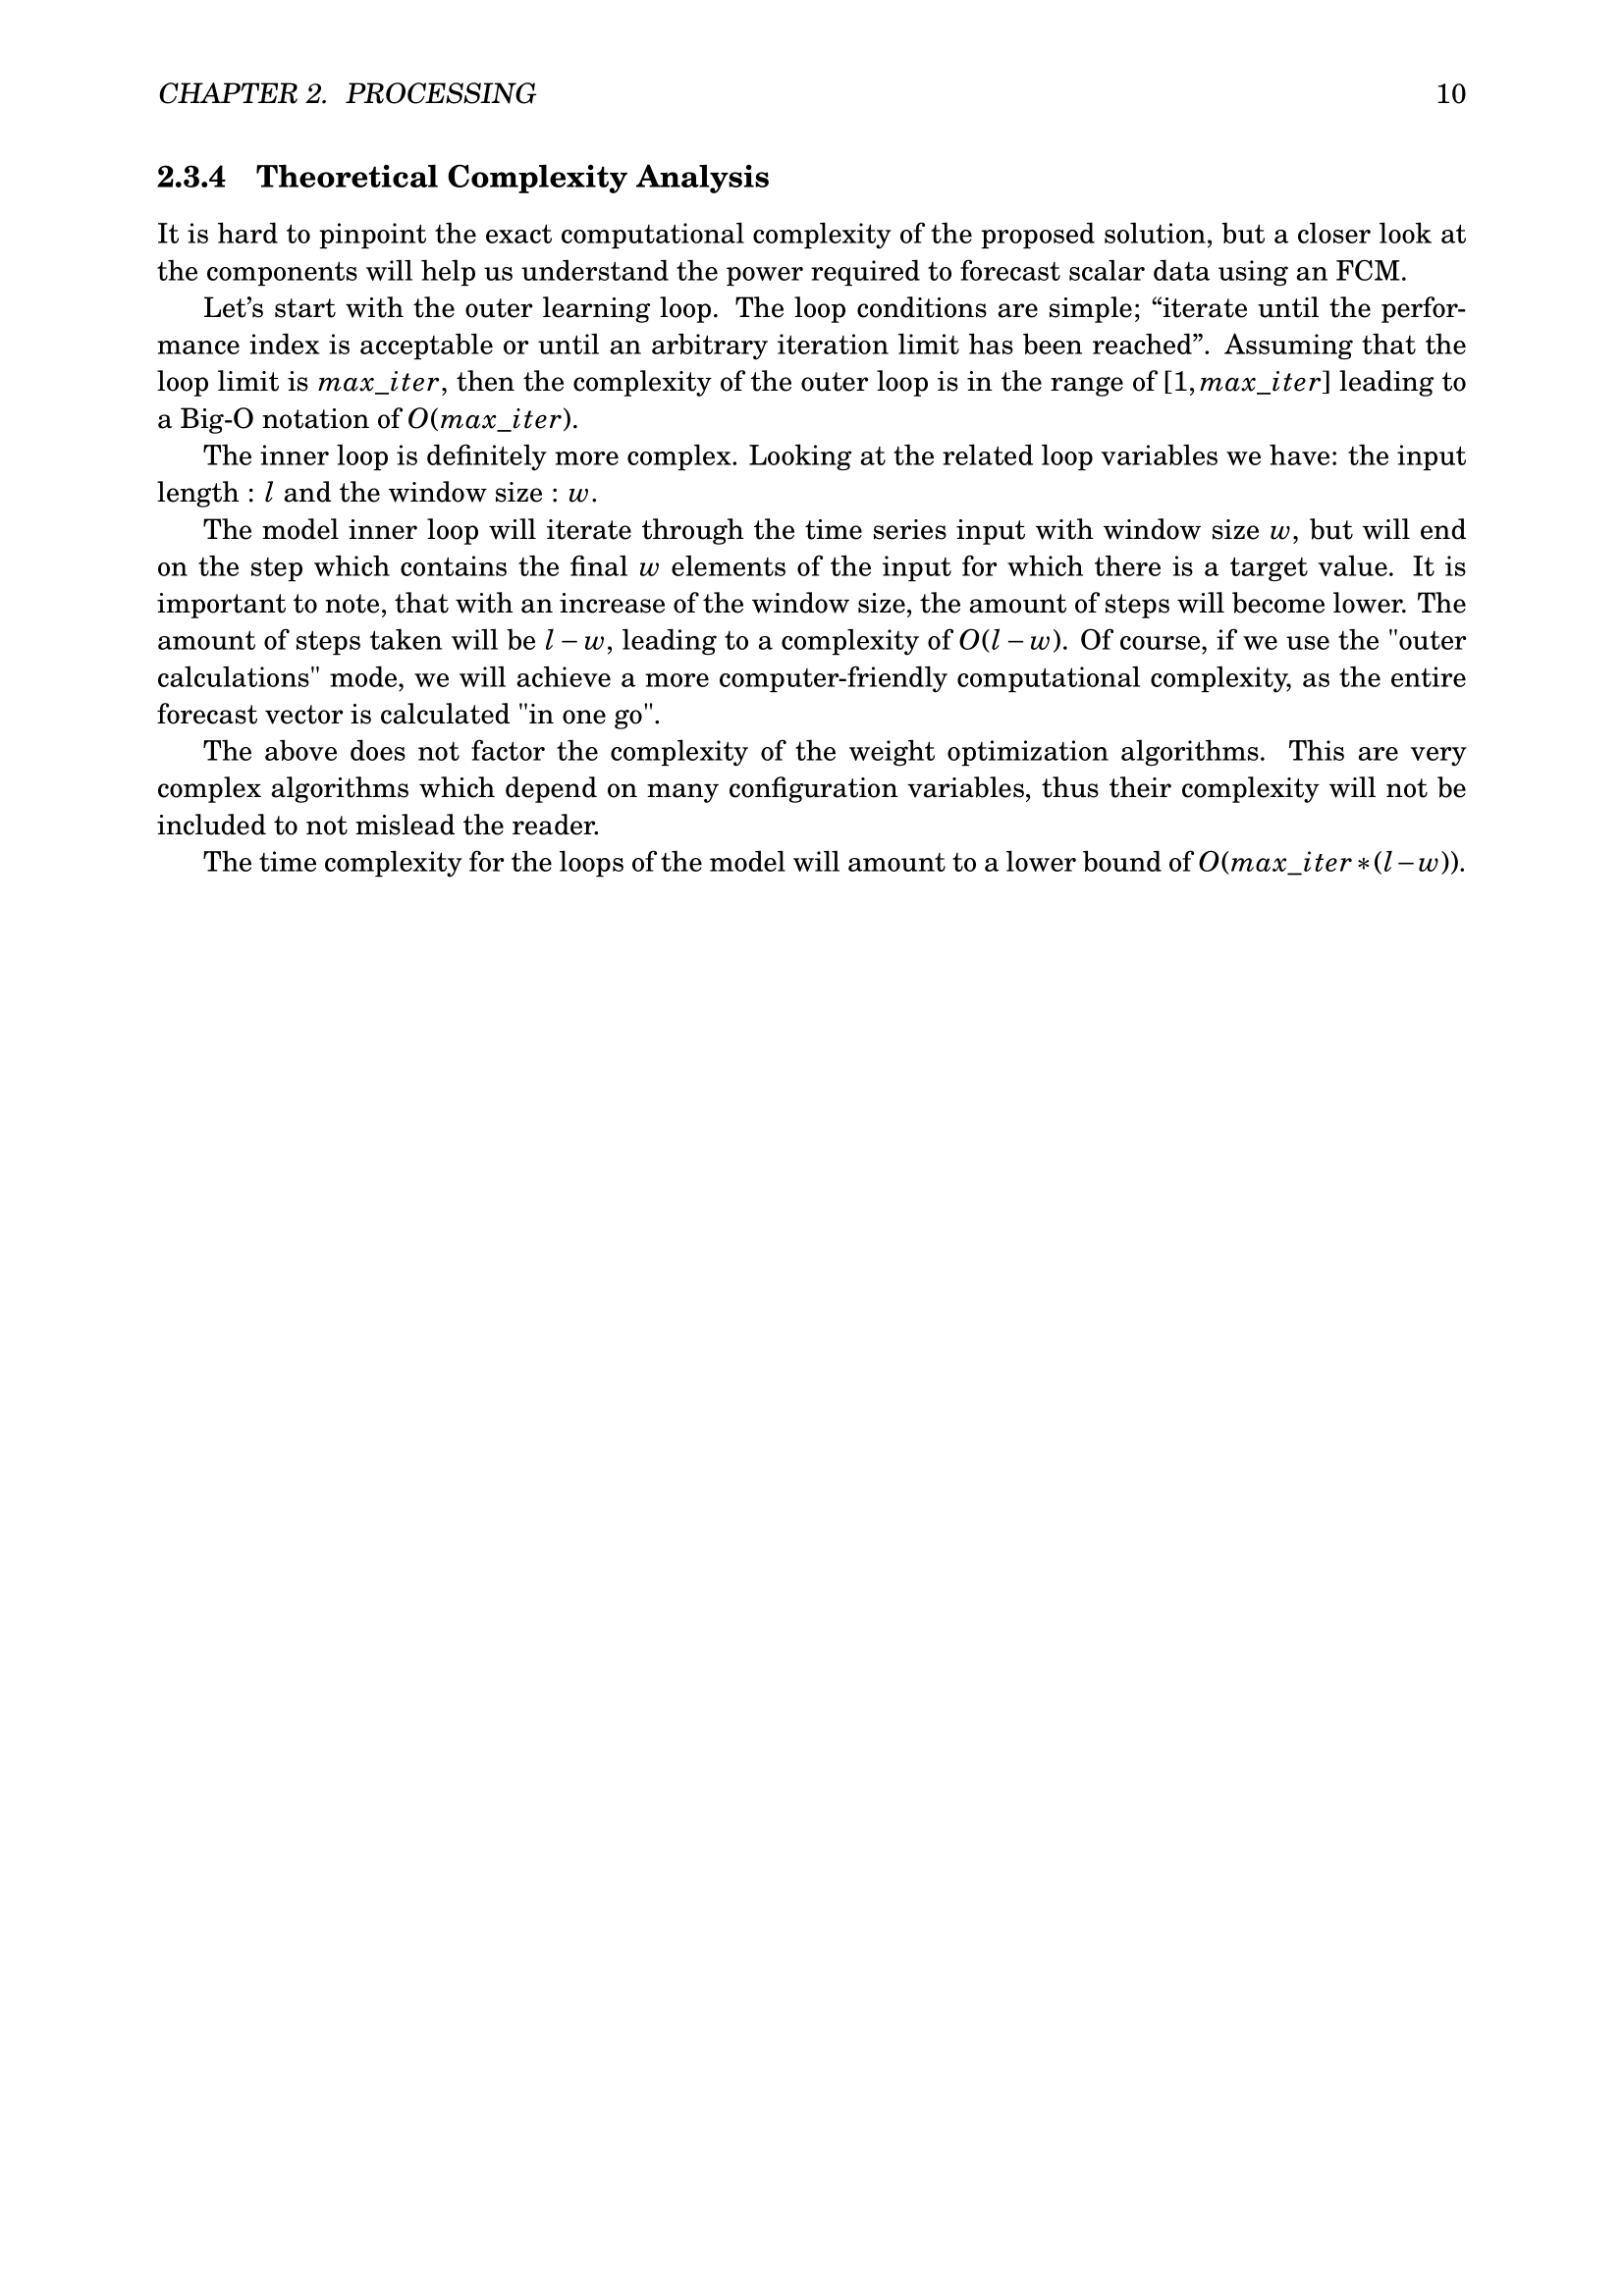 CHAPTER 2. PROCESSING 10
2.3.4 Theoretical Complexity Analysis
It is hard to pinpoint the exact computational complexity of the proposed solution, but a closer look at
the components will help us understand the power required to forecast scalar data using an FCM.
Let's start with the outer learning loop. The loop conditions are simple; “iterate until the perfor-
mance index is acceptable or until an arbitrary iteration limit has been reached”. Assuming that the
loop limit is max_iter, then the complexity of the outer loop is in the range of [1,max_iter] leading to
a Big-O notation of O(max_iter).
The inner loop is definitely more complex. Looking at the related loop variables we have: the input
length : l and the window size : w.
The model inner loop will iterate through the time series input with window size w, but will end
on the step which contains the final w elements of the input for which there is a target value. It is
important to note, that with an increase of the window size, the amount of steps will become lower. The
amount of steps taken will be l – w, leading to a complexity of O(l – w). Of course, if we use the "outer
calculations" mode, we will achieve a more computer-friendly computational complexity, as the entire
forecast vector is calculated "in one go".
The above does not factor the complexity of the weight optimization algorithms. This are very
complex algorithms which depend on many configuration variables, thus their complexity will not be
included to not mislead the reader.
The time complexity for the loops of the model will amount to a lower bound of O(max_iter*(l–w)).